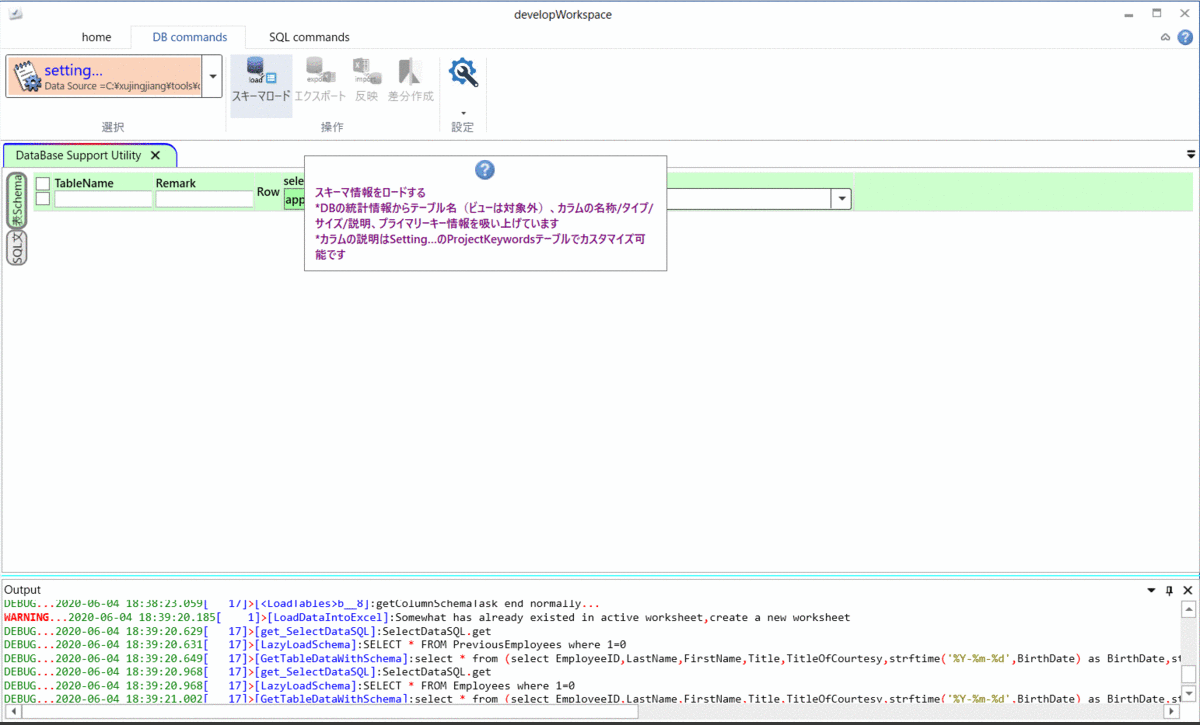 developWorkspace
home
DB commands
SQL commands
setting...
Data Source =C:¥xujingjiang¥tools¥
load
スキーマロード
エクスポート
反映
差分作成
選択
操作
設定
DataBase Support Utility
表Schema
SQL文
TableName
Remark
Row
sele
app
スキーマ情報をロードする
*DBの統計情報からテーブル名（ビューは対象外）、カラムの名称/タイプ/
サイズ/説明、プライマリーキー情報を吸い上げています
*カラムの説明はSetting...のProjectKeywordsテーブルでカスタマイズ可
能です
Output
DEBUG...2020-06-04 18:38:23.059[ 17]>[<LoadTables>b__8]:getColumnSchemaTask end normally...
WARNING...2020-06-04 18:39:20.185[ 1]>[LoadDataIntoExcel]:Somewhat has already existed in active worksheet,create a new worksheet
DEBUG...2020-06-04 18:39:20.629[ 17]>[get_SelectDataSQL]:SelectDataSQL.get
DEBUG...2020-06-04 18:39:20.631[ 17]>[LazyLoadSchema]:SELECT * FROM PreviousEmployees where 1=0
DEBUG...2020-06-04 18:39:20.649[ 17]>[GetTableDataWithSchema]:select * from (select EmployeeID,LastName,FirstName,Title,TitleOfCourtesy,strftime('%Y-%m-%d',BirthDate) as BirthDate,st
DEBUG...2020-06-04 18:39:20.968[ 17]>[get_SelectDataSQL]:SelectDataSQL.get
DEBUG...2020-06-04 18:39:20.968[ 17]>[LazyLoadSchema]:SELECT * FROM Employees where 1=0
DEBUG...2020-06-04 18:39:21.002[ 17]>[GetTableDataWithSchema]:select * from (select EmployeeID,LastName,FirstName,Title,TitleOfCourtesy,strftime('%Y-%m-%d',BirthDate) as BirthDate,st